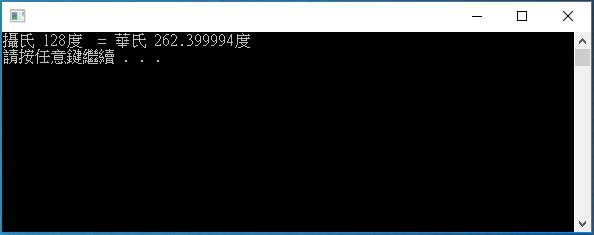 攝氏 128度  = 華氏 262.399994度
請按任意鍵繼續 . . .